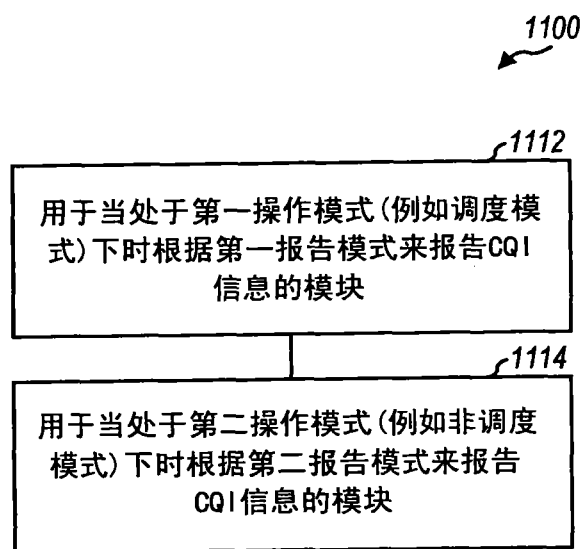 1100
1112
用于当处于第一操作模式(例如调度模
式)下时根据第一报告模式来报告CQI
信息的模块
1114
用于当处于第二操作模式(例如非调度
模式)下时根据第二报告模式来报告
CQI信息的模块